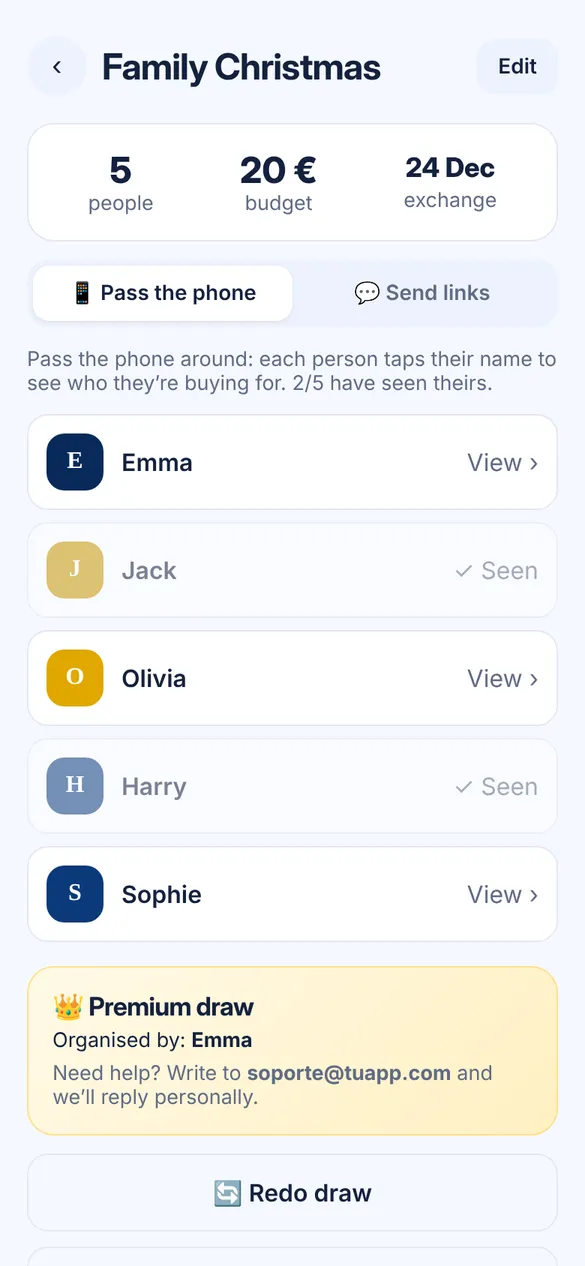 ‹ Family Christmas Edit
5 20 € 24 Dec
people budget exchange
📱 Pass the phone 💬 Send links
Pass the phone around: each person taps their name to
see who they’re buying for. 2/5 have seen theirs.
E Emma View ›
J Jack ✓ Seen
O Olivia View ›
H Harry ✓ Seen
S Sophie View ›
👑 Premium draw
Organised by: Emma
Need help? Write to soporte@tuapp.com and
we’ll reply personally.
🔄 Redo draw